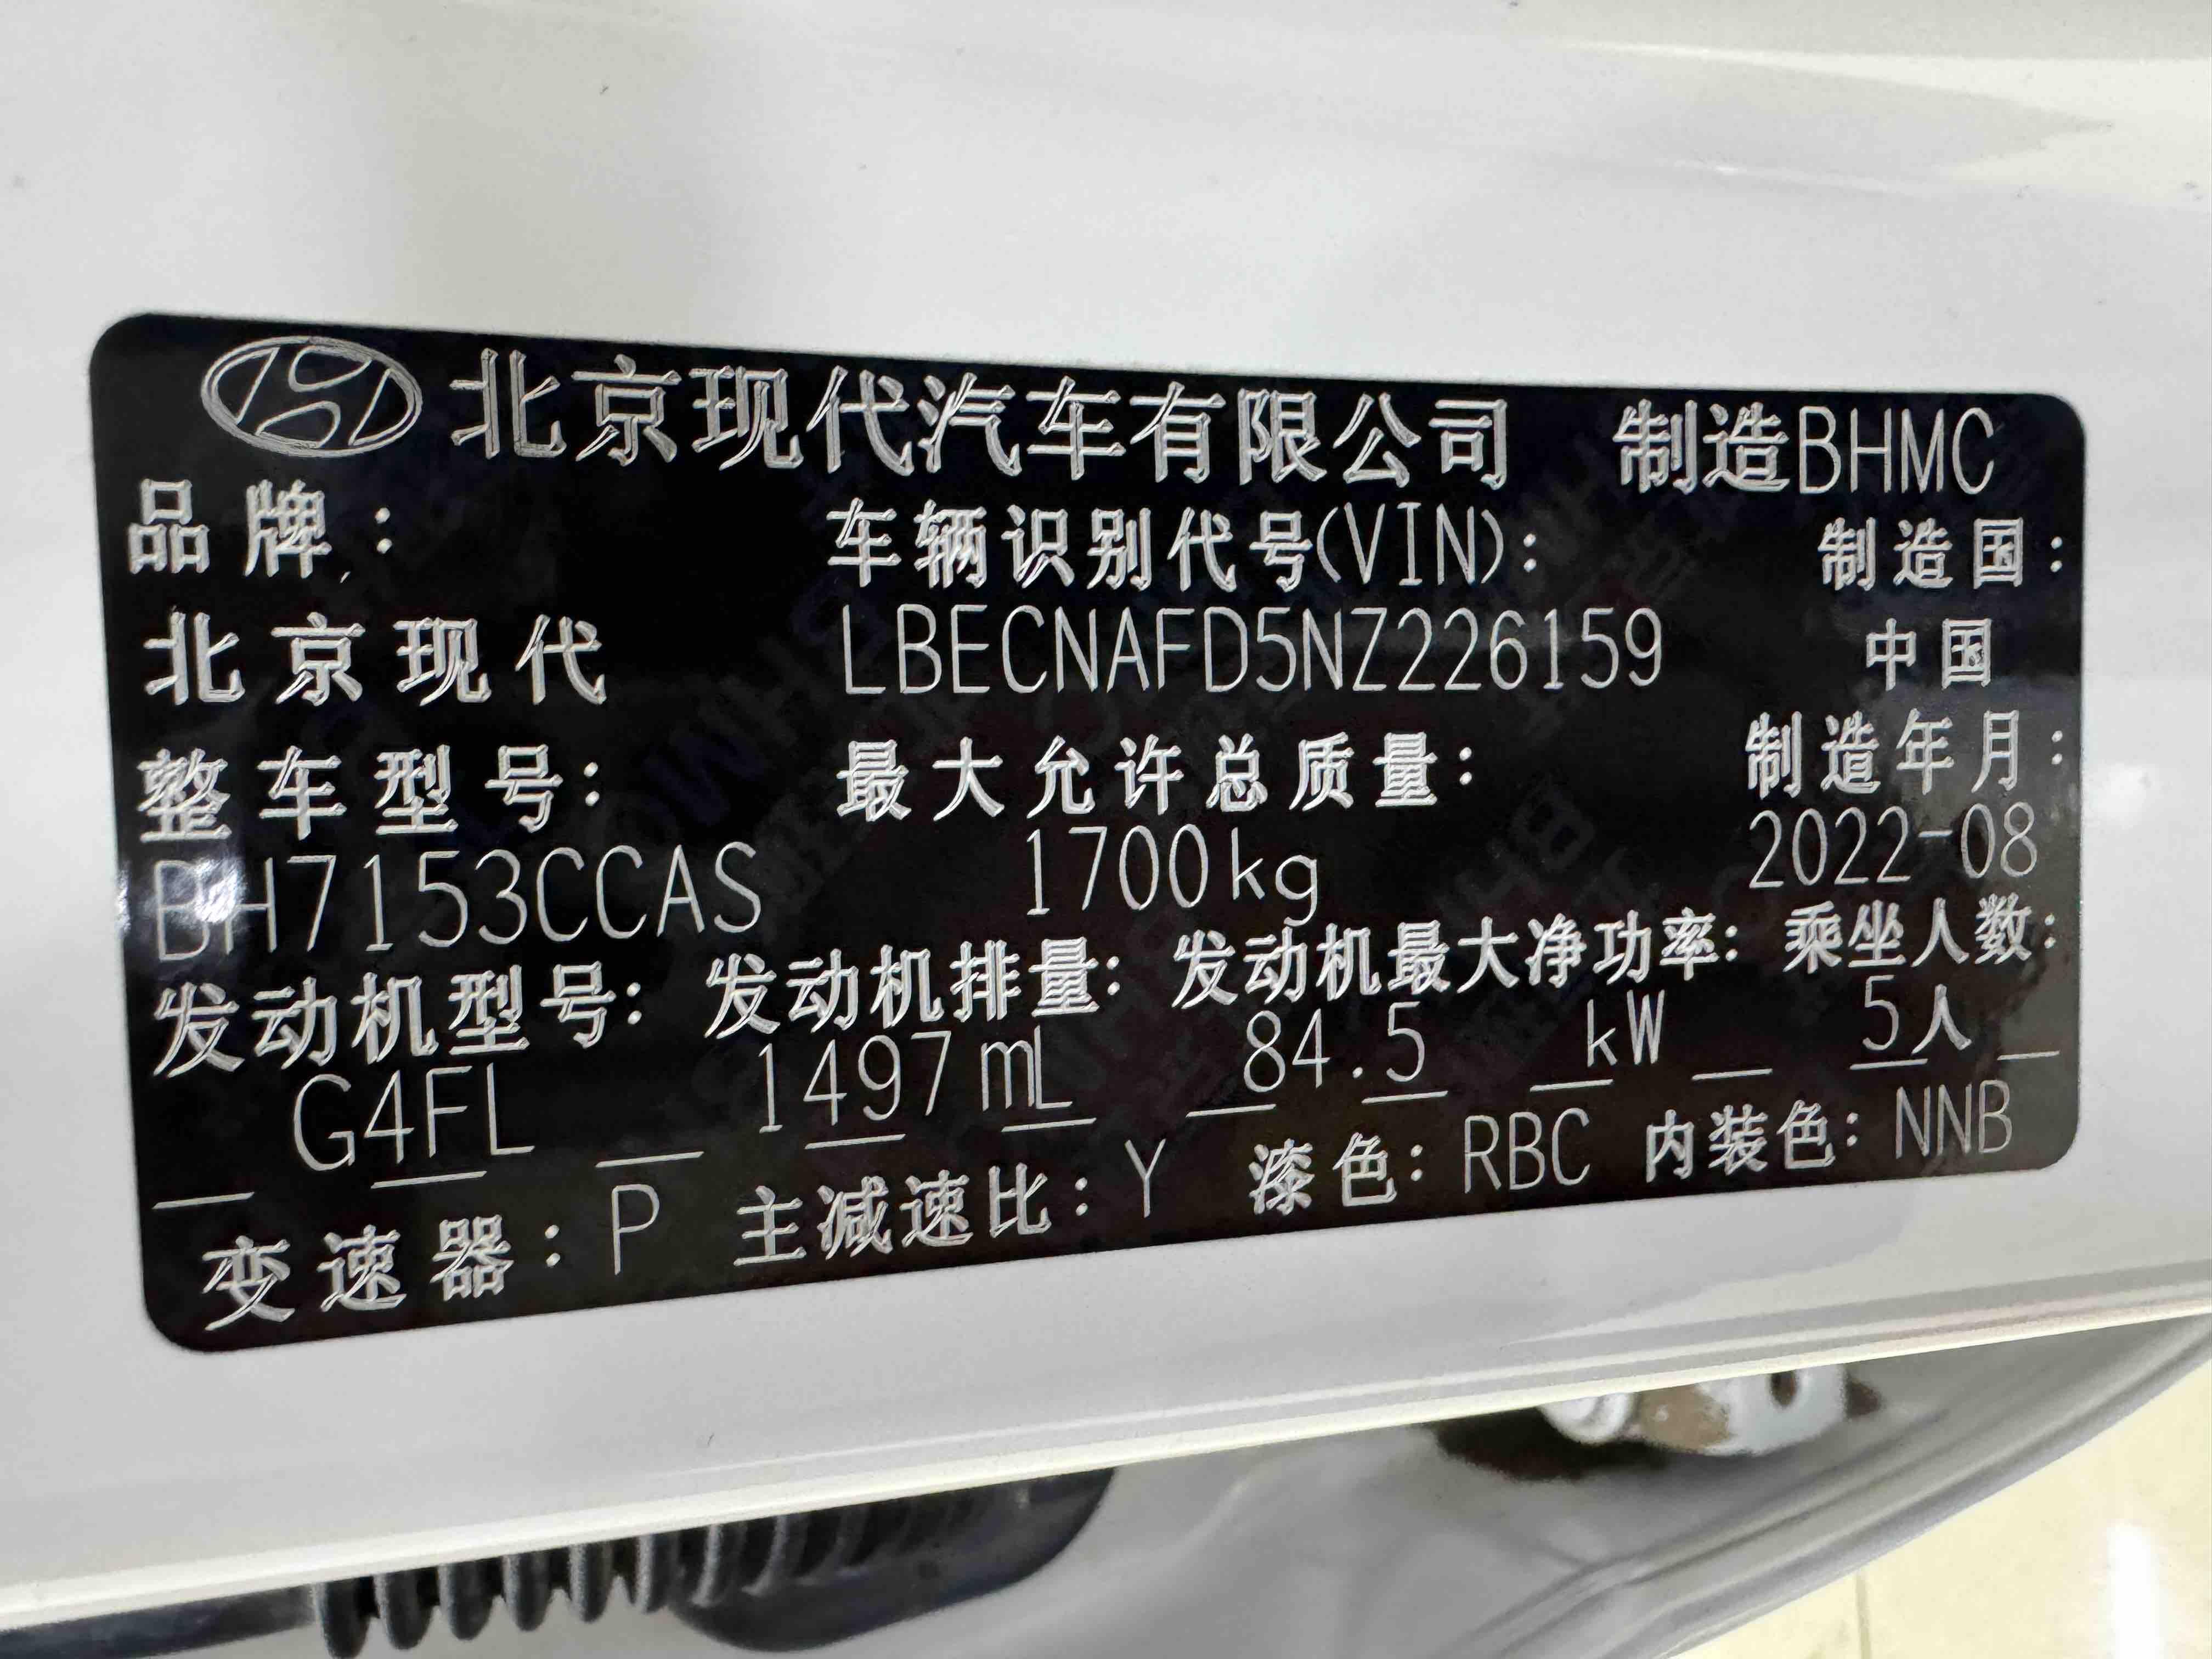 北京现代汽车有限公司 制造BHMC
品牌: 车辆识别代号(VIN): 制造国:
北京现代 LBECNAFD5NZ226159 中国
整车型号: 最大允许总质量: 制造年月:
BH7153CCAS 1700kg 2022-08
发动机型号: 发动机排量: 发动机最大净功率: 乘坐人数:
G4FL 1497mL 84.5 kW 5人
变速器: P 主减速比: Y 漆色: RBC 内装色: NNB